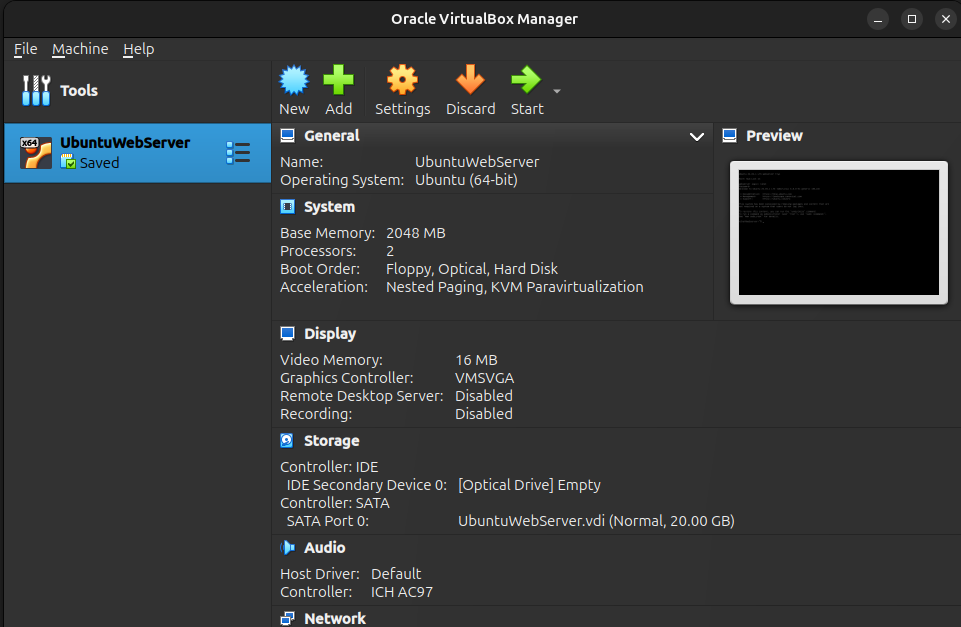 Oracle VirtualBox Manager
File Machine Help
Tools
New Add Settings Discard Start
X64
UbuntuWebServer
Saved
General
Name: UbuntuWebServer
Operating System: Ubuntu (64-bit)
Preview
System
Base Memory: 2048 MB
Processors: 2
Boot Order: Floppy, Optical, Hard Disk
Acceleration: Nested Paging, KVM Paravirtualization
Display
Video Memory: 16 MB
Graphics Controller: VMSVGA
Remote Desktop Server: Disabled
Recording: Disabled
Storage
Controller: IDE
IDE Secondary Device 0: [Optical Drive] Empty
Controller: SATA
SATA Port 0: UbuntuWebServer.vdi (Normal, 20.00 GB)
Audio
Host Driver: Default
Controller: ICH AC97
Network